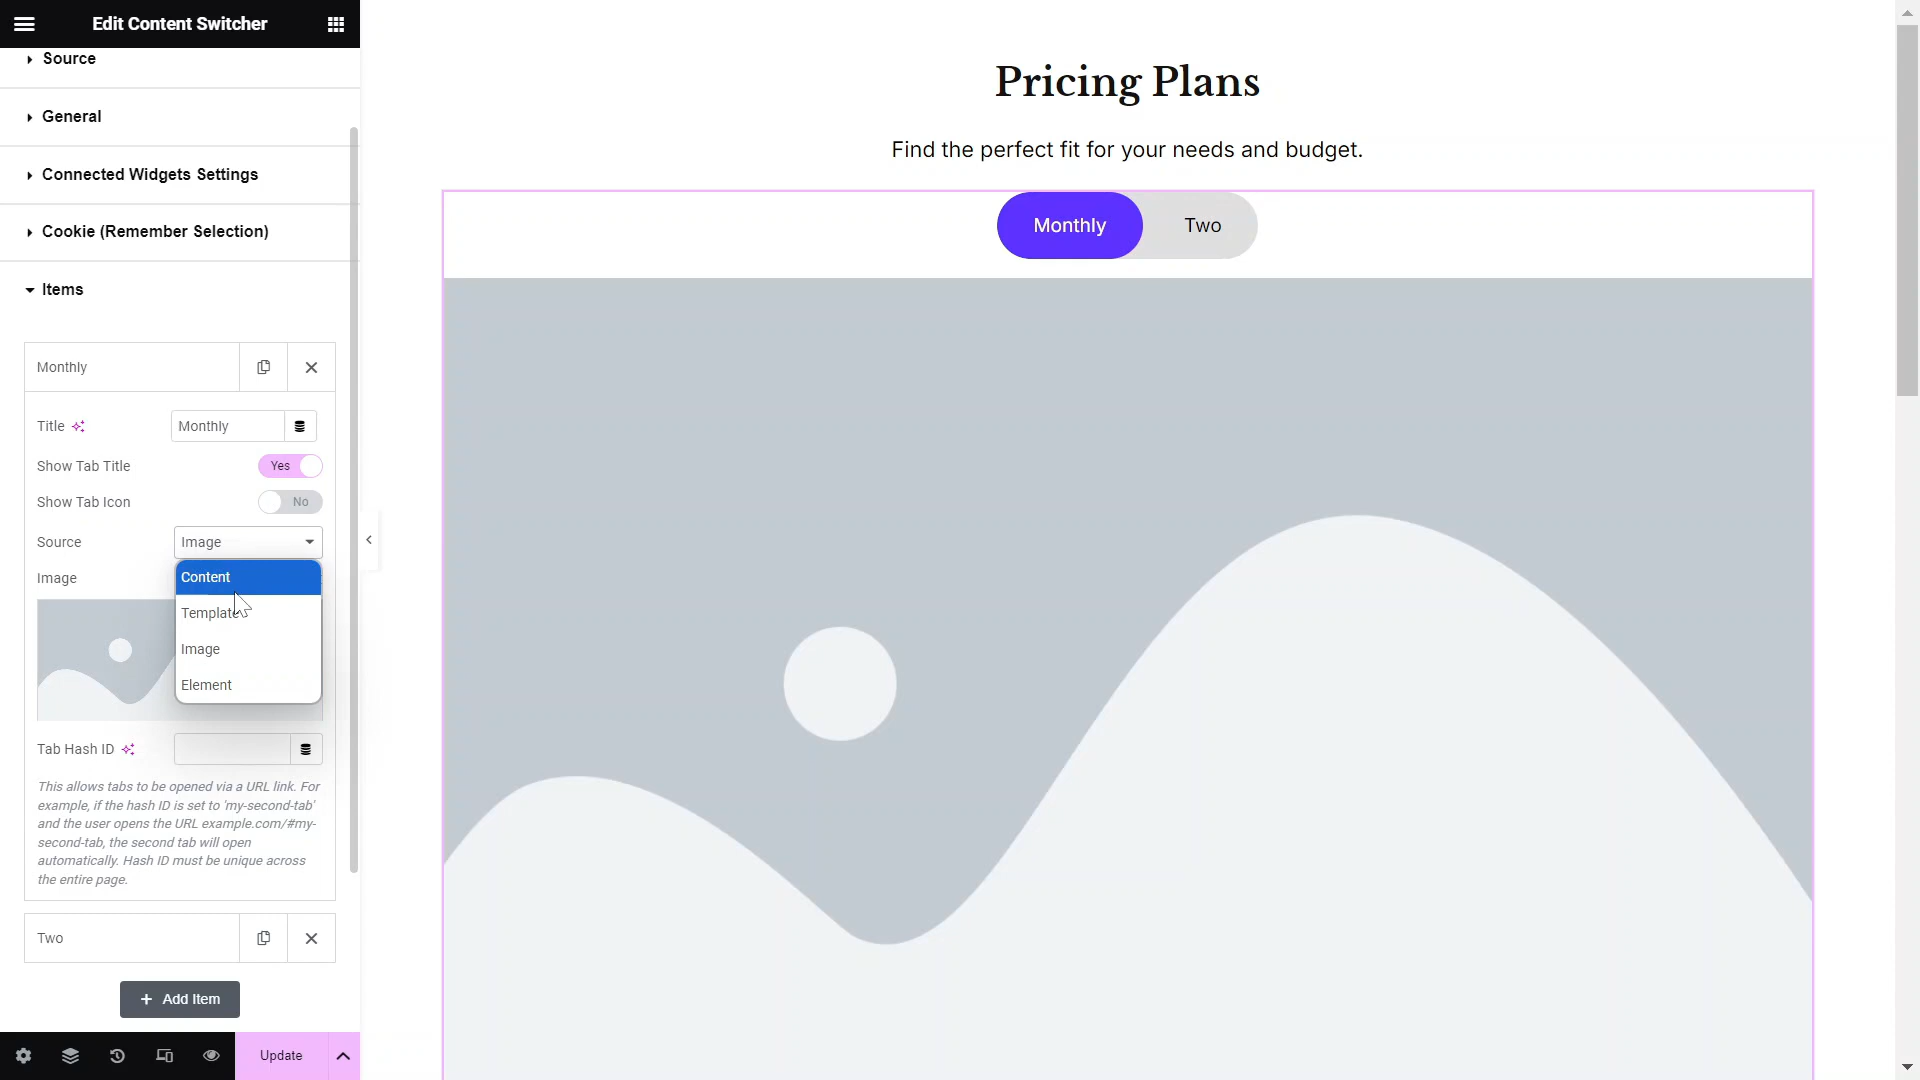 Edit Content Switcher
Source
General
Connected Widgets Settings
Cookie (Remember Selection)
Items
Monthly
Title
Monthly
Show Tab Title
Yes
Show Tab Icon
No
Source
Image
Content
Template
Image
Element
Image
Tab Hash ID
This allows tabs to be opened via a URL link. For
example, if the hash ID is set to 'my-second-tab'
and the user opens the URL example.com/#my-
second-tab, the second tab will open
automatically. Hash ID must be unique across
the entire page.
Two
+ Add Item
Update
Pricing Plans
Find the perfect fit for your needs and budget.
Monthly
Two